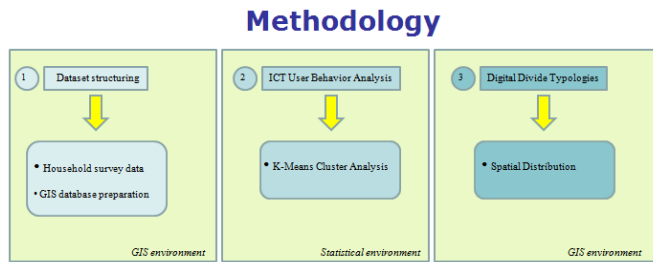 Methodology
1 Dataset structuring
• Household survey data
• GIS database preparation
GIS environment
2 ICT User Behavior Analysis
• K-Means Cluster Analysis
Statistical environment
3 Digital Divide Typologies
• Spatial Distribution
GIS environment